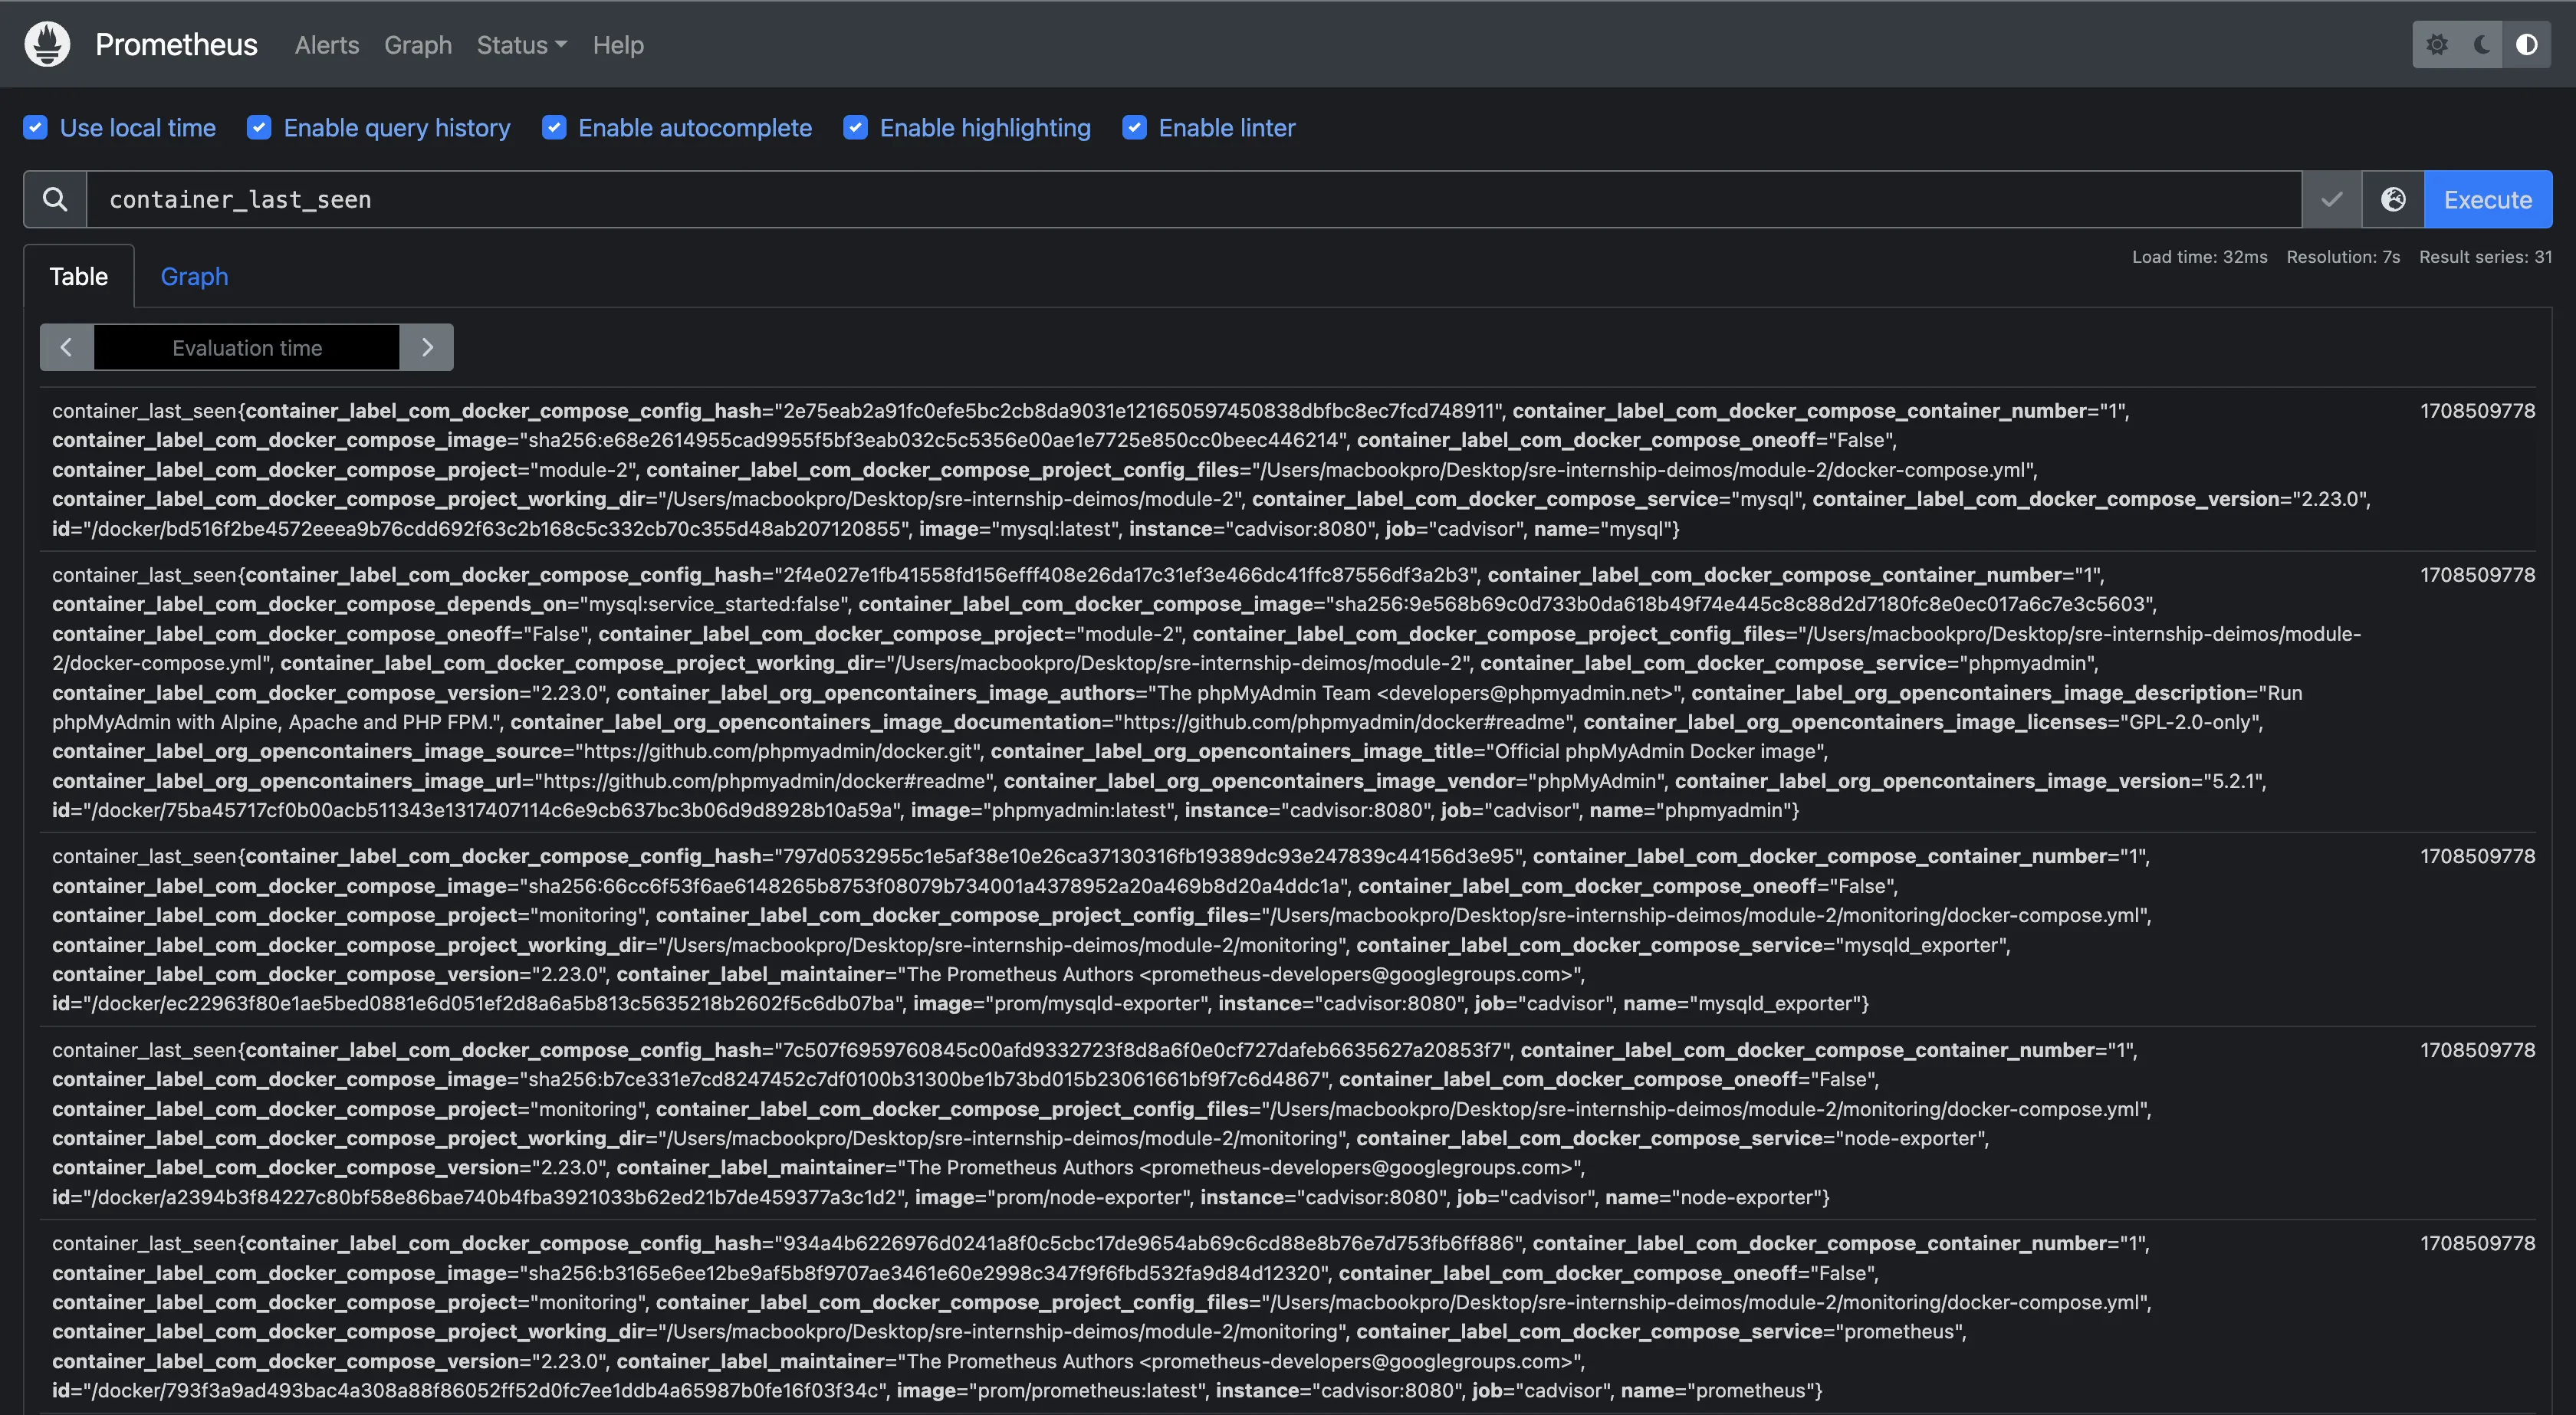 Prometheus Alerts Graph Status Help
Use local time Enable query history Enable autocomplete Enable highlighting Enable linter
container_last_seen Execute
Load time: 32ms Resolution: 7s Result series: 31
Table Graph
Evaluation time
container_last_seen{container_label_com_docker_compose_config_hash="2e75eab2a91fc0efe5bc2cb8da9031e121650597450838dbfbc8ec7fcd748911", container_label_com_docker_compose_container_number="1", 1708509778
container_label_com_docker_compose_image="sha256:e68e2614955cad9955f5bf3eab032c5c5356e00ae1e7725e850cc0beec446214", container_label_com_docker_compose_oneoff="False",
container_label_com_docker_compose_project="module-2", container_label_com_docker_compose_project_config_files="/Users/macbookpro/Desktop/sre-internship-deimos/module-2/docker-compose.yml",
container_label_com_docker_compose_project_working_dir="/Users/macbookpro/Desktop/sre-internship-deimos/module-2", container_label_com_docker_compose_service="mysql", container_label_com_docker_compose_version="2.23.0",
id="/docker/bd516f2be4572eeea9b76cdd692f63c2b168c5c332cb70c355d48ab207120855", image="mysql:latest", instance="cadvisor:8080", job="cadvisor", name="mysql"}
container_last_seen{container_label_com_docker_compose_config_hash="2f4e027e1fb41558fd156efff408e26da17c31ef3e466dc41ffc87556df3a2b3", container_label_com_docker_compose_container_number="1", 1708509778
container_label_com_docker_compose_depends_on="mysql:service_started:false", container_label_com_docker_compose_image="sha256:9e568b69c0d733b0da618b49f74e445c8c88d2d7180fc8e0ec017a6c7e3c5603",
container_label_com_docker_compose_oneoff="False", container_label_com_docker_compose_project="module-2", container_label_com_docker_compose_project_config_files="/Users/macbookpro/Desktop/sre-internship-deimos/module-
2/docker-compose.yml", container_label_com_docker_compose_project_working_dir="/Users/macbookpro/Desktop/sre-internship-deimos/module-2", container_label_com_docker_compose_service="phpmyadmin",
container_label_com_docker_compose_version="2.23.0", container_label_org_opencontainers_image_authors="The phpMyAdmin Team <developers@phpmyadmin.net>", container_label_org_opencontainers_image_description="Run
phpMyAdmin with Alpine, Apache and PHP FPM.", container_label_org_opencontainers_image_documentation="https://github.com/phpmyadmin/docker#readme", container_label_org_opencontainers_image_licenses="GPL-2.0-only",
container_label_org_opencontainers_image_source="https://github.com/phpmyadmin/docker.git", container_label_org_opencontainers_image_title="Official phpMyAdmin Docker image",
container_label_org_opencontainers_image_url="https://github.com/phpmyadmin/docker#readme", container_label_org_opencontainers_image_vendor="phpMyAdmin", container_label_org_opencontainers_image_version="5.2.1",
id="/docker/75ba45717cf0b00acb511343e1317407114c6e9cb637bc3b06d9d8928b10a59a", image="phpmyadmin:latest", instance="cadvisor:8080", job="cadvisor", name="phpmyadmin"}
container_last_seen{container_label_com_docker_compose_config_hash="797d0532955c1e5af38e10e26ca37130316fb19389dc93e247839c44156d3e95", container_label_com_docker_compose_container_number="1", 1708509778
container_label_com_docker_compose_image="sha256:66cc6f53f6ae6148265b8753f08079b734001a4378952a20a469b8d20a4ddc1a", container_label_com_docker_compose_oneoff="False",
container_label_com_docker_compose_project="monitoring", container_label_com_docker_compose_project_config_files="/Users/macbookpro/Desktop/sre-internship-deimos/module-2/monitoring/docker-compose.yml",
container_label_com_docker_compose_project_working_dir="/Users/macbookpro/Desktop/sre-internship-deimos/module-2/monitoring", container_label_com_docker_compose_service="mysqld_exporter",
container_label_com_docker_compose_version="2.23.0", container_label_maintainer="The Prometheus Authors <prometheus-developers@googlegroups.com>",
id="/docker/ec22963f80e1ae5bed0881e6d051ef2d8a6a5b813c5635218b2602f5c6db07ba", image="prom/mysqld-exporter", instance="cadvisor:8080", job="cadvisor", name="mysqld_exporter"}
container_last_seen{container_label_com_docker_compose_config_hash="7c507f6959760845c00afd9332723f8d8a6f0e0cf727dafeb6635627a20853f7", container_label_com_docker_compose_container_number="1", 1708509778
container_label_com_docker_compose_image="sha256:b7ce331e7cd8247452c7df0100b31300be1b73bd015b23061661bf9f7c6d4867", container_label_com_docker_compose_oneoff="False",
container_label_com_docker_compose_project="monitoring", container_label_com_docker_compose_project_config_files="/Users/macbookpro/Desktop/sre-internship-deimos/module-2/monitoring/docker-compose.yml",
container_label_com_docker_compose_project_working_dir="/Users/macbookpro/Desktop/sre-internship-deimos/module-2/monitoring", container_label_com_docker_compose_service="node-exporter",
container_label_com_docker_compose_version="2.23.0", container_label_maintainer="The Prometheus Authors <prometheus-developers@googlegroups.com>",
id="/docker/a2394b3f84227c80bf58e86bae740b4fba3921033b62ed21b7de459377a3c1d2", image="prom/node-exporter", instance="cadvisor:8080", job="cadvisor", name="node-exporter"}
container_last_seen{container_label_com_docker_compose_config_hash="934a4b6226976d0241a8f0c5cbc17de9654ab69c6cd88e8b76e7d753fb6ff886", container_label_com_docker_compose_container_number="1", 1708509778
container_label_com_docker_compose_image="sha256:b3165e6ee12be9af5b8f9707ae3461e60e2998c347f9f6fbd532fa9d84d12320", container_label_com_docker_compose_oneoff="False",
container_label_com_docker_compose_project="monitoring", container_label_com_docker_compose_project_config_files="/Users/macbookpro/Desktop/sre-internship-deimos/module-2/monitoring/docker-compose.yml",
container_label_com_docker_compose_project_working_dir="/Users/macbookpro/Desktop/sre-internship-deimos/module-2/monitoring", container_label_com_docker_compose_service="prometheus",
container_label_com_docker_compose_version="2.23.0", container_label_maintainer="The Prometheus Authors <prometheus-developers@googlegroups.com>",
id="/docker/793f3a9ad493bac4a308a88f86052ff52d0fc7ee1ddb4a65987b0fe16f03f34c", image="prom/prometheus:latest", instance="cadvisor:8080", job="cadvisor", name="prometheus"}